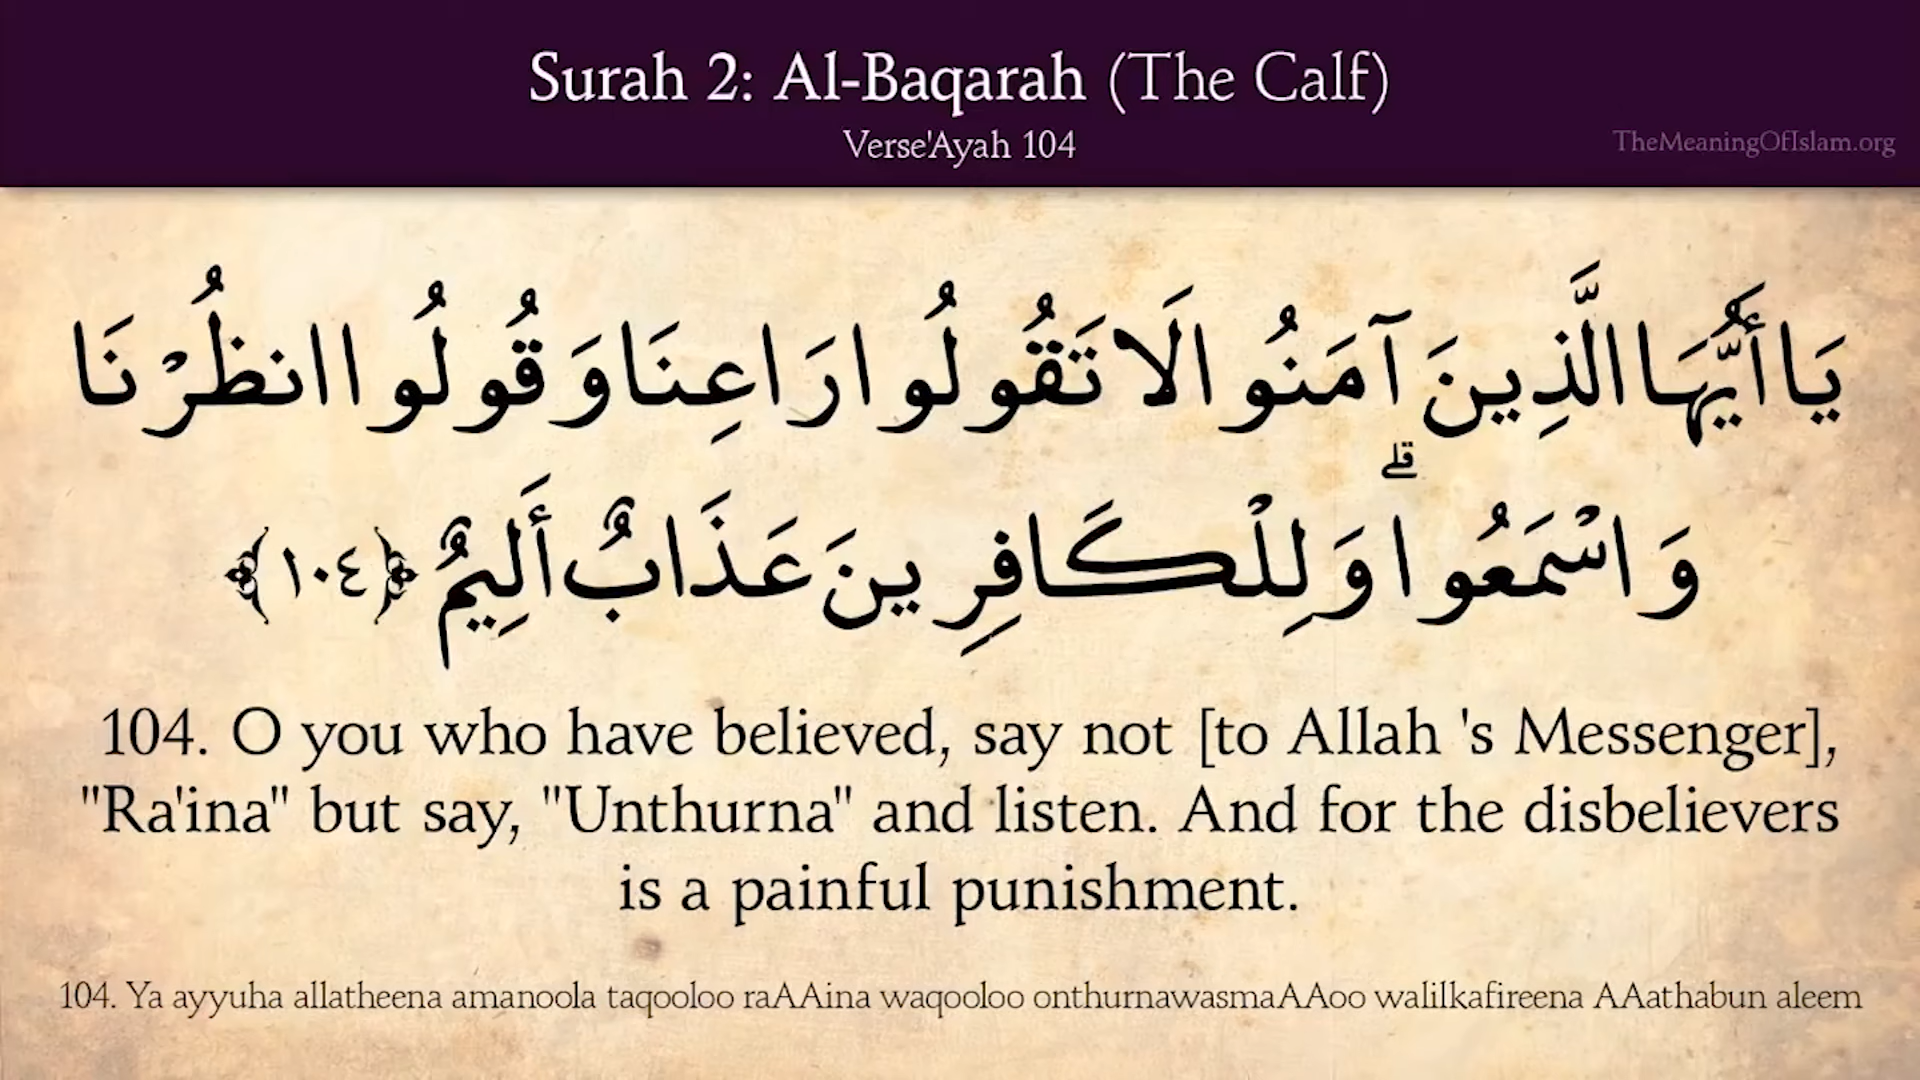 Surah 2: Al-Baqarah (The Calf)
Verse'Ayah 104
TheMeaningOfIslam.org
يَا أَيُّهَا الَّذِينَ آمَنُوا لَا تَقُولُوا رَاعِنَا وَقُولُوا انظُرْنَا
وَاسْمَعُوا ۗ وَلِلْكَافِرِينَ عَذَابٌ أَلِيمٌ ﴿١٠٤﴾
104. O you who have believed, say not [to Allah 's Messenger],
"Ra'ina" but say, "Unthurna" and listen. And for the disbelievers
is a painful punishment.
104. Ya ayyuha allatheena amanoola taqooloo raAAina waqooloo onthurnawasmaAAoo walilkafireena AAathabun aleem